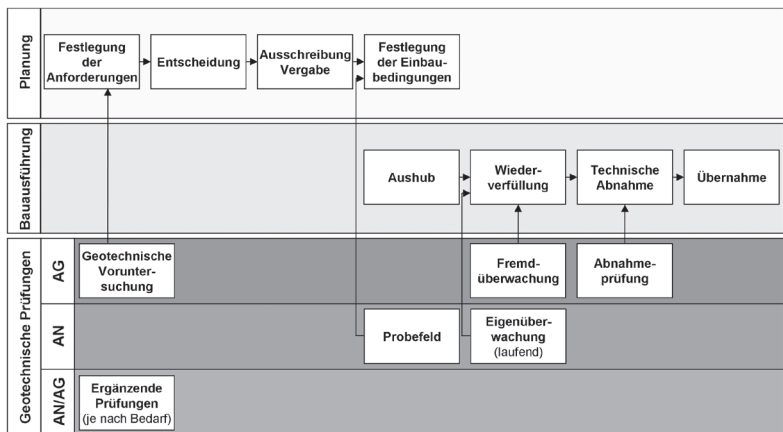 Planung
Festlegung
der
Anforderungen
Entscheidung
Ausschreibung
Vergabe
Festlegung
der Einbau-
bedingungen
Bauausführung
Aushub
Wieder-
verfüllung
Technische
Abnahme
Übernahme
Geotechnische Prüfungen
AG
Geotechnische
Vorunter-
suchung
Fremd-
überwachung
Abnahme-
prüfung
AN
Probefeld
Eigenüber-
wachung
(laufend)
AN/AG
Ergänzende
Prüfungen
(je nach Bedarf)